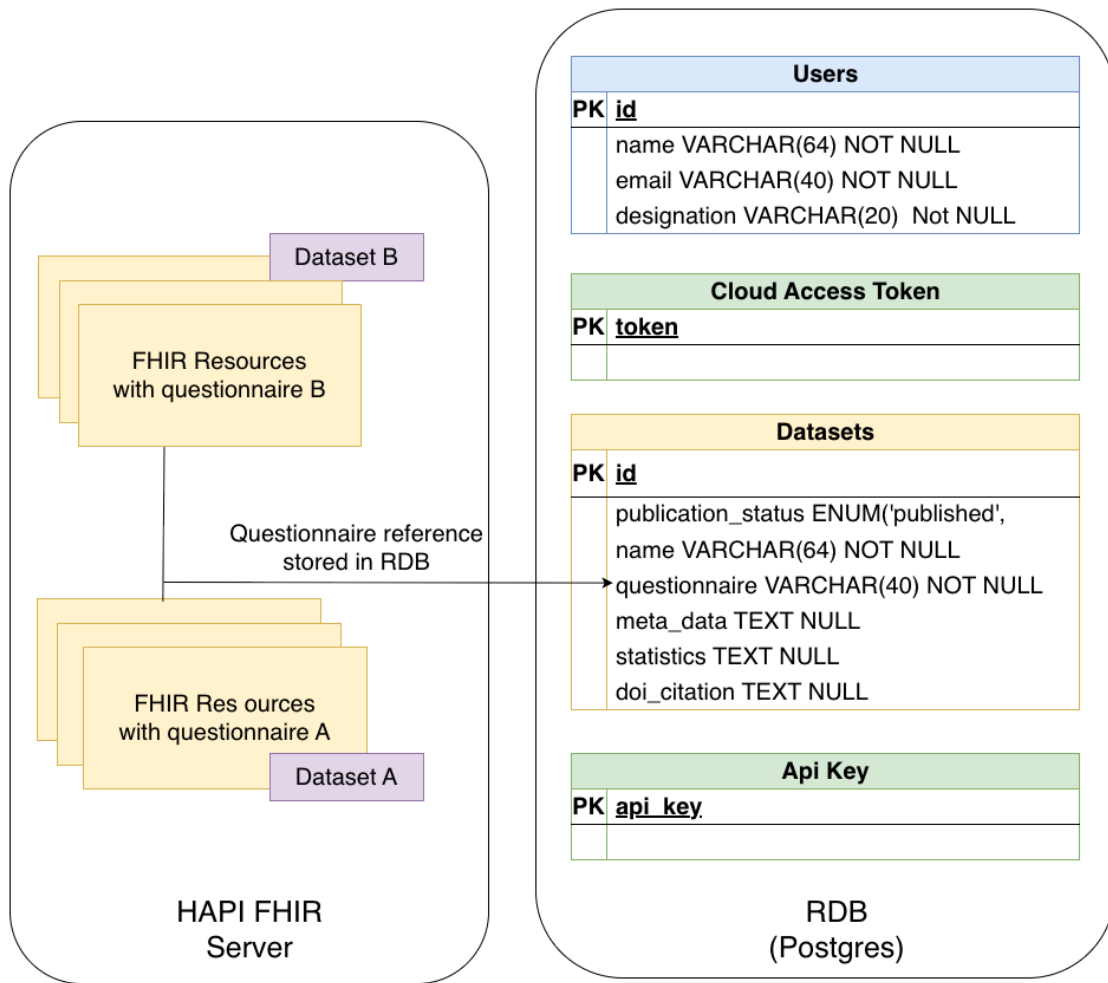 Dataset B
FHIR Resources
with questionnaire B
Questionnaire reference
stored in RDB
FHIR Res ources
with questionnaire A
Dataset A
HAPI FHIR
Server
Users
PK id
name VARCHAR(64) NOT NULL
email VARCHAR(40) NOT NULL
designation VARCHAR(20)  Not NULL
Cloud Access Token
PK token
Datasets
PK id
publication_status ENUM('published',
name VARCHAR(64) NOT NULL
questionnaire VARCHAR(40) NOT NULL
meta_data TEXT NULL
statistics TEXT NULL
doi_citation TEXT NULL
Api Key
PK api_key
RDB
(Postgres)